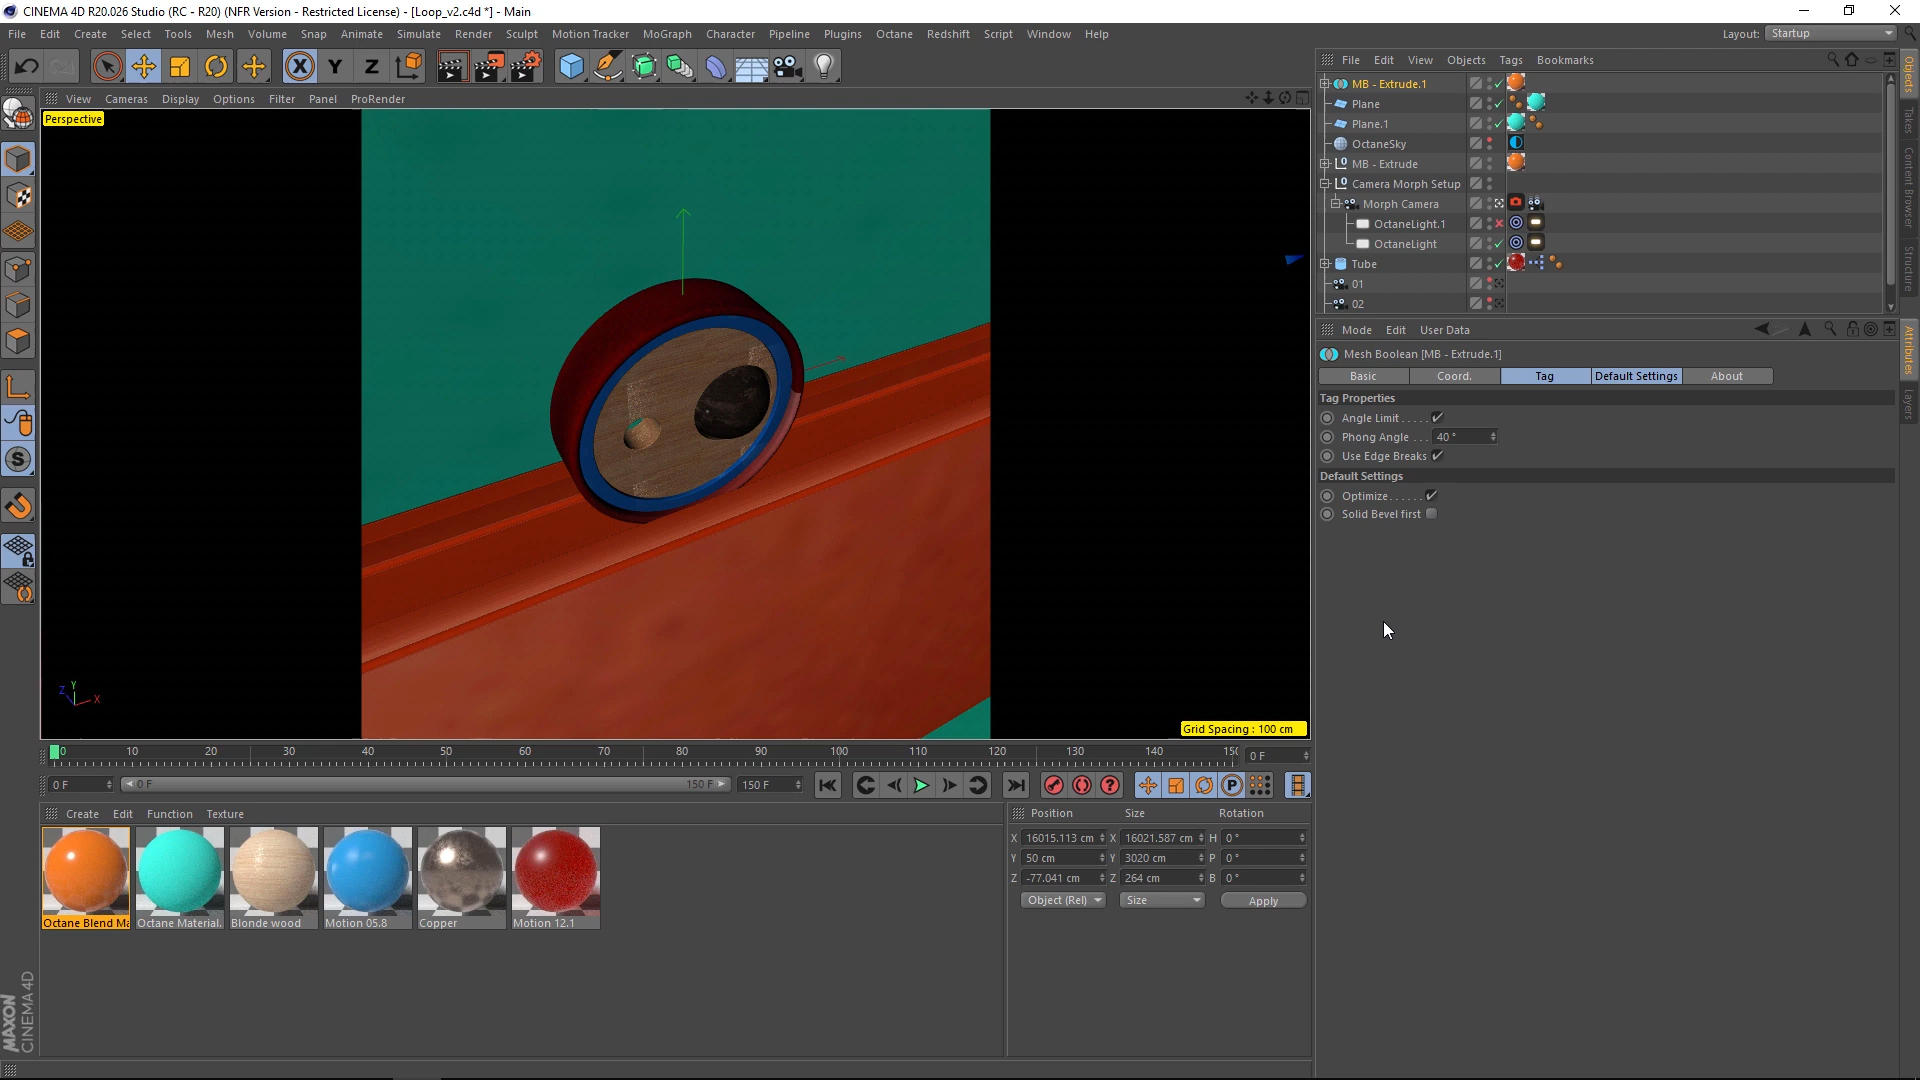 CINEMA 4D R20.026 Studio (RC - R20) (NFR Version - Restricted License) - [Loop_v2.c4d *] - Main
File Edit Create Select Tools Mesh Volume Snap Animate Simulate Render Sculpt Motion Tracker MoGraph Character Pipeline Plugins Octane Redshift Script Window Help Layout: Startup
X Y Z
File Edit View Objects Tags Bookmarks
MB - Extrude.1
Plane
Plane.1
OctaneSky
MB - Extrude
Camera Morph Setup
Morph Camera
OctaneLight.1
OctaneLight
Tube
01
02
Objects
Takes
Content Browser
Structure
View Cameras Display Options Filter Panel ProRender
Perspective
Z Y X
Grid Spacing : 100 cm
Mode Edit User Data
Mesh Boolean [MB - Extrude.1]
Basic Coord. Tag Default Settings About
Tag Properties
Angle Limit . . . . .
Phong Angle . . . 40 °
Use Edge Breaks
Default Settings
Optimize . . . . . .
Solid Bevel first
Attributes
Layers
0 10 20 30 40 50 60 70 80 90 100 110 120 130 140 150 0 F
0 F 0 F 150 F 150 F
Create Edit Function Texture
Octane Blend Ma Octane Material. Blonde wood Motion 05.8 Copper Motion 12.1
Position Size Rotation
X 16015.113 cm X 16021.587 cm H 0 °
Y 50 cm Y 3020 cm P 0 °
Z -77.041 cm Z 264 cm B 0 °
Object (Rel) Size Apply
MAXON
CINEMA 4D